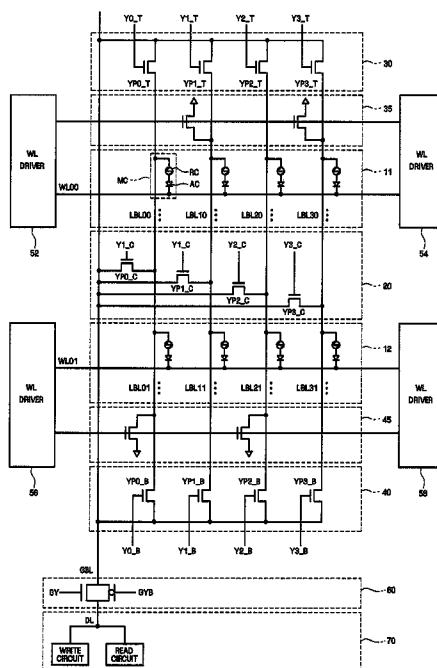 Y0_T Y1_T Y2_T Y3_T
YP0_T YP1_T YP2_T YP3_T
30
35
WL DRIVER
WL DRIVER
MC
RC
AC
11
WL00
52
54
LBL00 LBL10 LBL20 LBL30
Y1_C Y1_C Y2_C Y3_C
YP0_C YP1_C YP2_C YP3_C
20
12
WL01
WL DRIVER
WL DRIVER
LBL01 LBL11 LBL21 LBL31
45
56
58
YP0_B YP1_B YP2_B YP3_B
40
Y0_B Y1_B Y2_B Y3_B
GBL
GY
GYB
60
DL
WRITE CIRCUIT
READ CIRCUIT
70